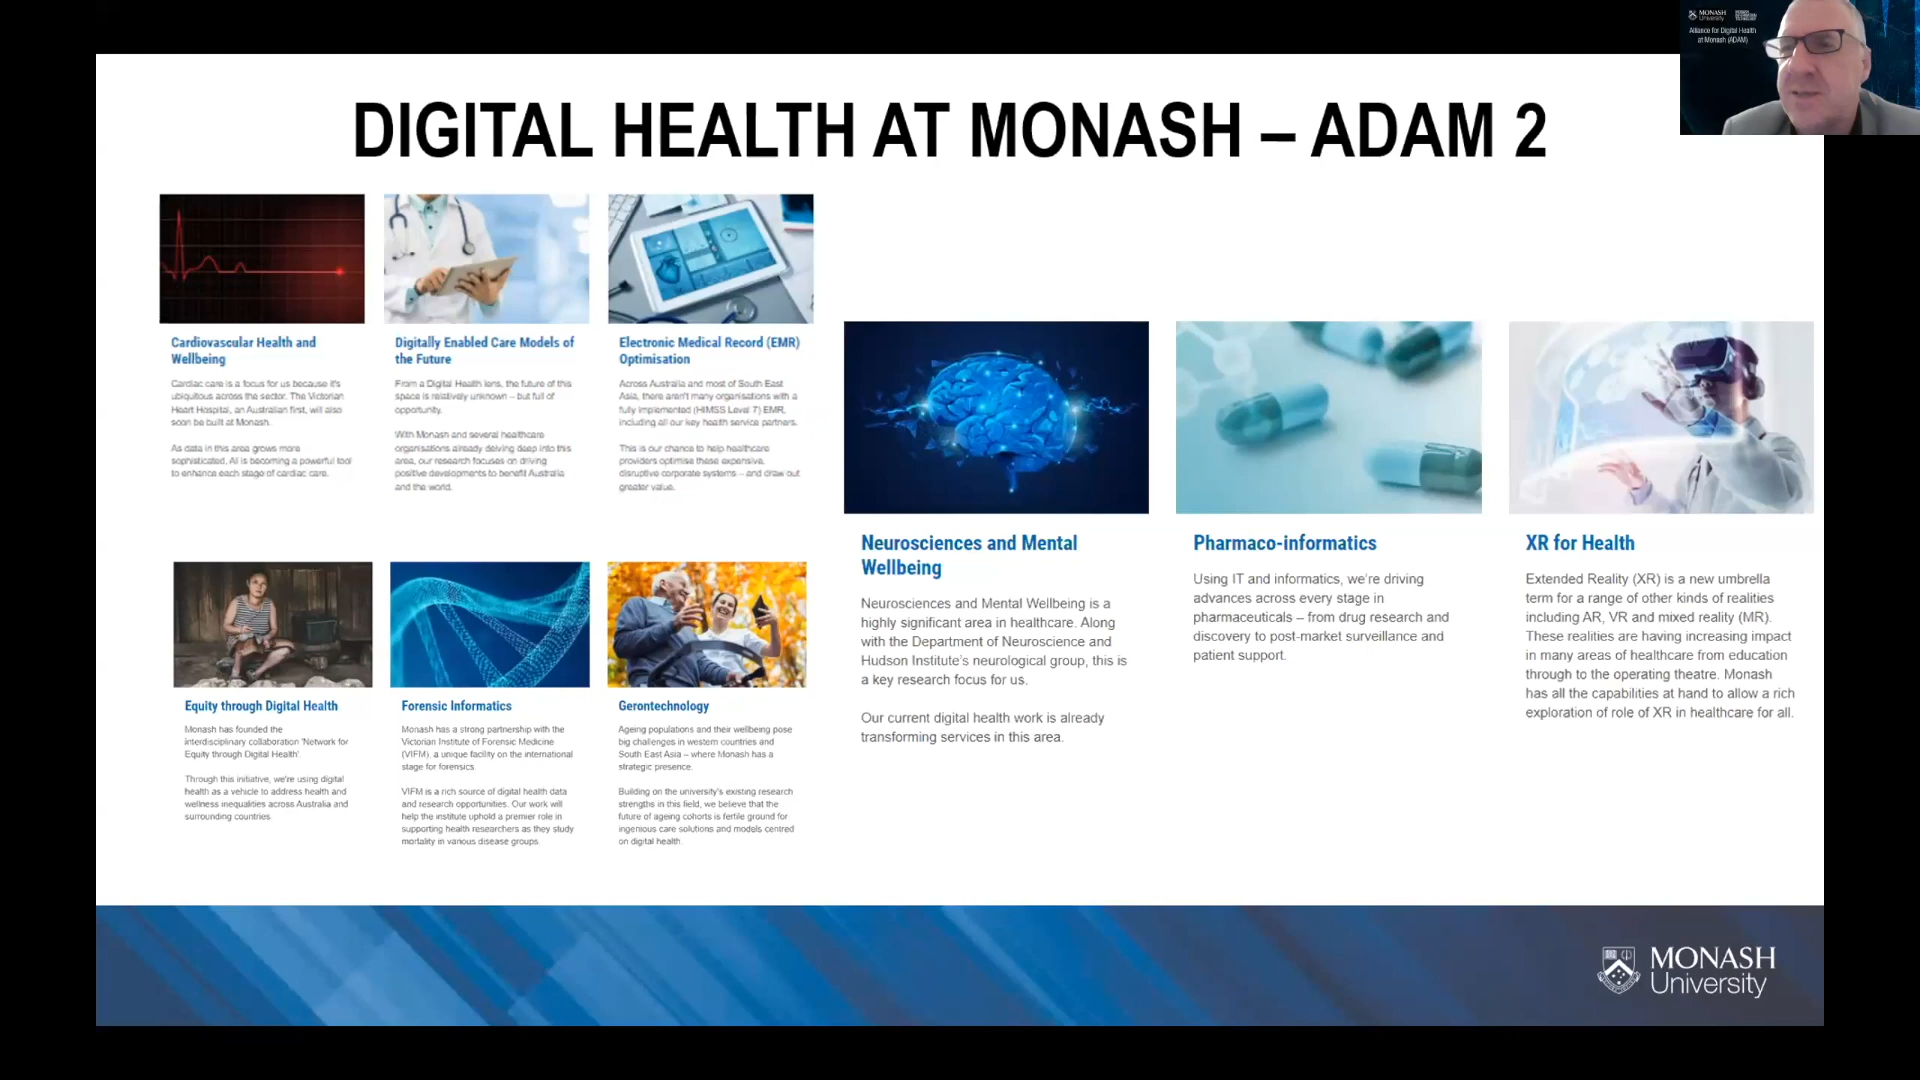 DIGITAL HEALTH AT MONASH – ADAM 2
MONASH
University
Alliance for Digital Health
at Monash (ADAM)
Cardiovascular Health and
Wellbeing
Cardiac care is a focus for us because it's
ubiquitous across the sector. The Victorian
Heart Hospital, an Australian first, will also
soon be built at Monash.
As data in this area grows more
sophisticated, AI is becoming a powerful tool
to enhance each stage of cardiac care.
Digitally Enabled Care Models of
the Future
From a Digital Health lens, the future of this
space is relatively unknown – but full of
opportunity.
With Monash and several healthcare
organisations already delving deep into this
area, our research focuses on driving
positive developments to benefit Australia
and the world.
Electronic Medical Record (EMR)
Optimisation
Across Australia and most of South East
Asia, there aren't many organisations with a
fully implemented (HIMSS Level 7) EMR,
including all our key health service partners.
This is our chance to help healthcare
providers optimise these expensive,
disruptive corporate systems – and draw out
greater value.
Equity through Digital Health
Monash has founded the
interdisciplinary collaboration 'Network for
Equity through Digital Health'.
Through this initiative, we're using digital
health as a vehicle to address health and
wellness inequalities across Australia and
surrounding countries
Forensic Informatics
Monash has a strong partnership with the
Victorian Institute of Forensic Medicine
(VIFM), a unique facility on the international
stage for forensics.
VIFM is a rich source of digital health data
and research opportunities. Our work will
help the institute uphold a premier role in
supporting health researchers as they study
mortality in various disease groups.
Gerontechnology
Ageing populations and their wellbeing pose
big challenges in western countries and
South East Asia – where Monash has a
strategic presence.
Building on the university's existing research
strengths in this field, we believe that the
future of ageing cohorts is fertile ground for
ingenious care solutions and models centred
on digital health.
Neurosciences and Mental
Wellbeing
Neurosciences and Mental Wellbeing is a
highly significant area in healthcare. Along
with the Department of Neuroscience and
Hudson Institute's neurological group, this is
a key research focus for us.
Our current digital health work is already
transforming services in this area.
Pharmaco-informatics
Using IT and informatics, we're driving
advances across every stage in
pharmaceuticals – from drug research and
discovery to post-market surveillance and
patient support.
XR for Health
Extended Reality (XR) is a new umbrella
term for a range of other kinds of realities
including AR, VR and mixed reality (MR).
These realities are having increasing impact
in many areas of healthcare from education
through to the operating theatre. Monash
has all the capabilities at hand to allow a rich
exploration of role of XR in healthcare for all.
MONASH
University